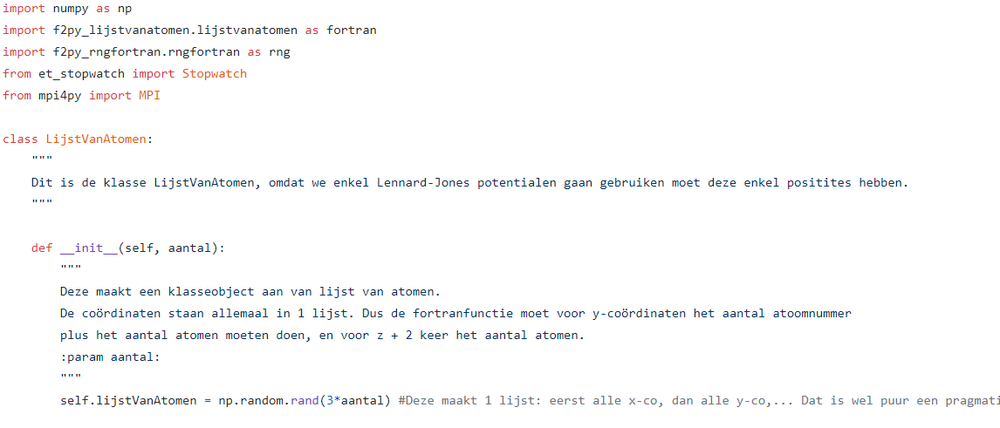 import numpy as np
import f2py_lijstvanatomen.lijstvanatomen as fortran
import f2py_rngfortran.rngfortran as rng
from et_stopwatch import Stopwatch
from mpi4py import MPI
class LijstVanAtomen:
"""
Dit is de klasse LijstVanAtomen, omdat we enkel Lennard-Jones potentialen gaan gebruiken moet deze enkel positites hebben.
"""
def __init__(self, aantal):
"""
Deze maakt een klasseobject aan van lijst van atomen.
De coördinaten staan allemaal in 1 lijst. Dus de fortranfunctie moet voor y-coördinaten het aantal atoomnummer
plus het aantal atomen moeten doen, en voor z + 2 keer het aantal atomen.
:param aantal:
"""
self.lijstVanAtomen = np.random.rand(3*aantal) #Deze maakt 1 lijst: eerst alle x-co, dan alle y-co,... Dat is wel puur een pragmati